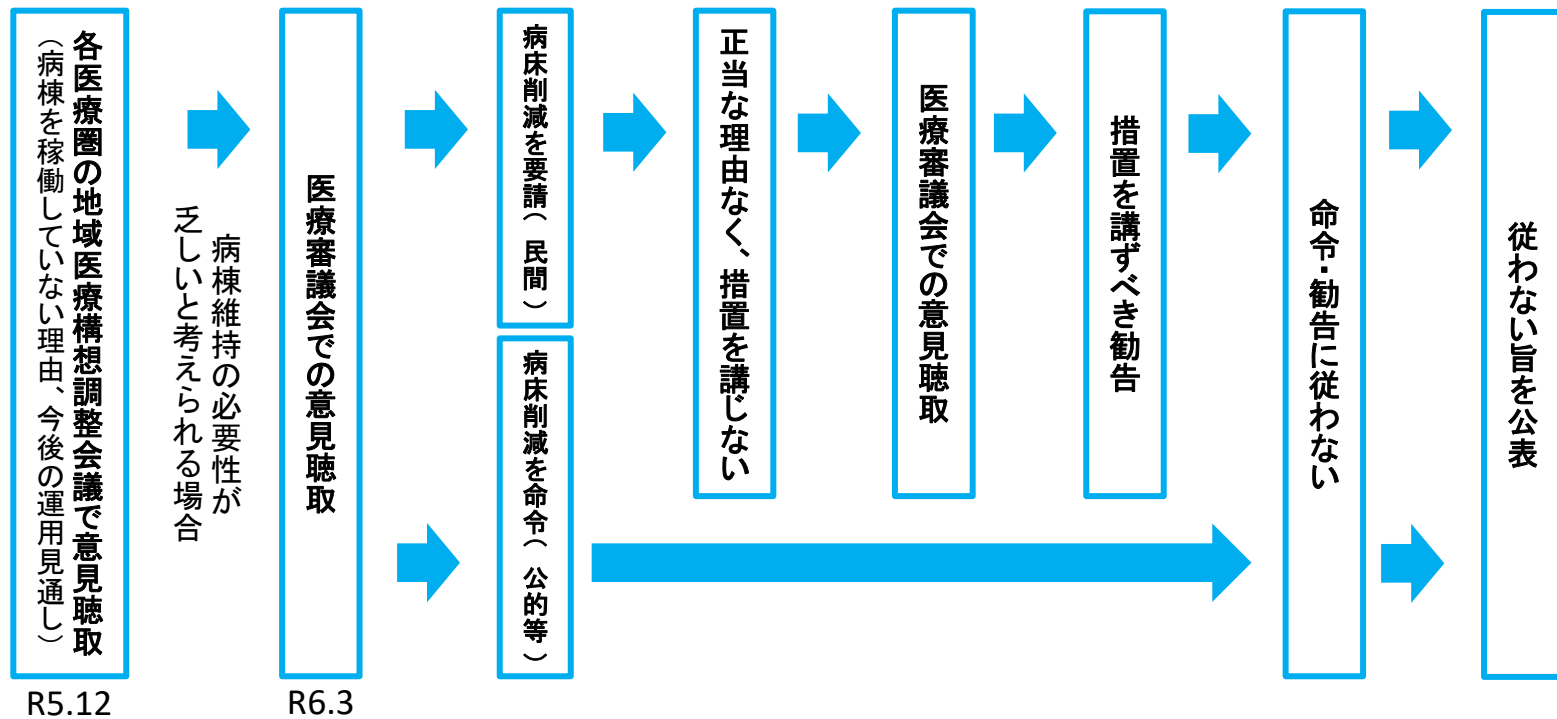 各医療圏の地域医療構想調整会議で意見聴取
（病棟を稼働していない理由、今後の運用見通し）
R5.12
病棟維持の必要性が
乏しいと考えられる場合
医療審議会での意見聴取
R6.3
病床削減を要請（民間）
病床削減を命令（公的等）
正当な理由なく、措置を講じない
医療審議会での意見聴取
措置を講ずべき勧告
命令・勧告に従わない
従わない旨を公表